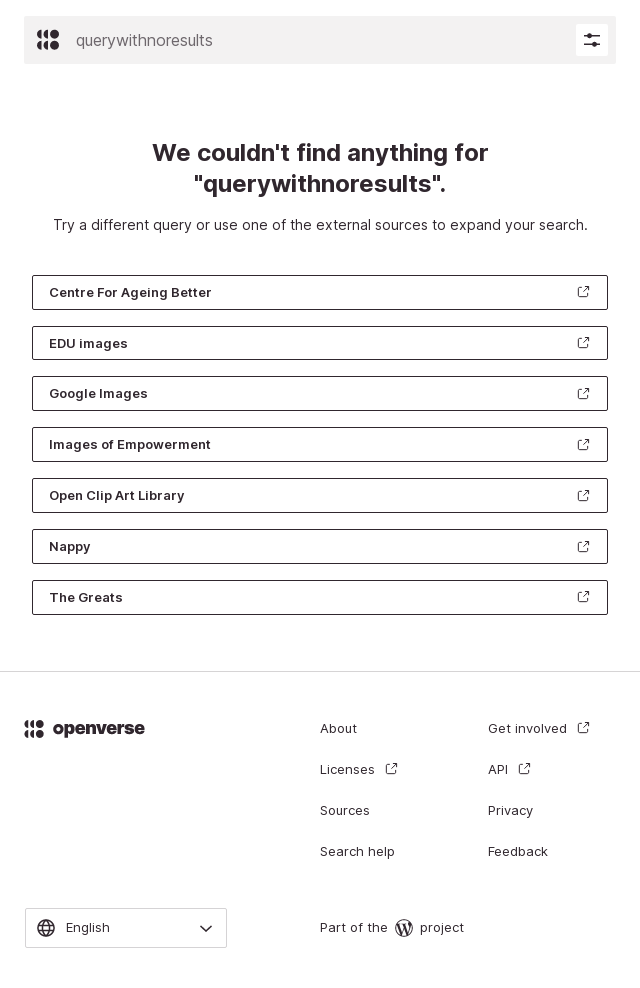 querywithnoresults
We couldn't find anything for
"querywithnoresults".
Try a different query or use one of the external sources to expand your search.
Centre For Ageing Better
EDU images
Google Images
Images of Empowerment
Open Clip Art Library
Nappy
The Greats
openverse
About
Get involved
Licenses
API
Sources
Privacy
Search help
Feedback
English
Part of the project